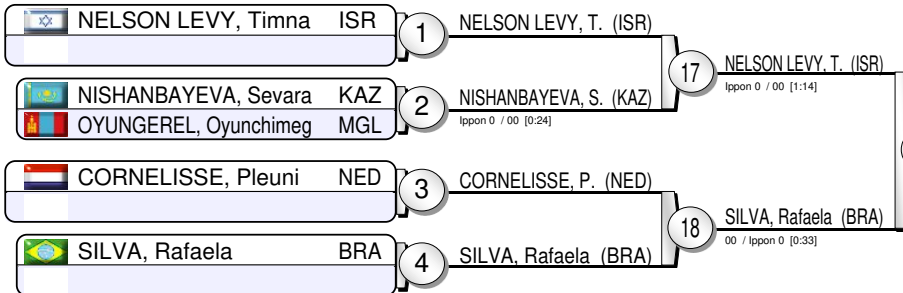 NELSON LEVY, Timna ISR
1
NELSON LEVY, T. (ISR)
NISHANBAYEVA, Sevara KAZ
OYUNGEREL, Oyunchimeg MGL
2
NISHANBAYEVA, S. (KAZ)
Ippon 0 / 00 [0:24]
17
NELSON LEVY. T. (ISR)
Ippon 0 / 00 [1:14]
CORNELISSE, Pleuni NED
3
CORNELISSE, P. (NED)
SILVA, Rafaela BRA
4
SILVA, Rafaela (BRA)
18
SILVA, Rafaela (BRA)
00 / Ippon 0 [0:33]